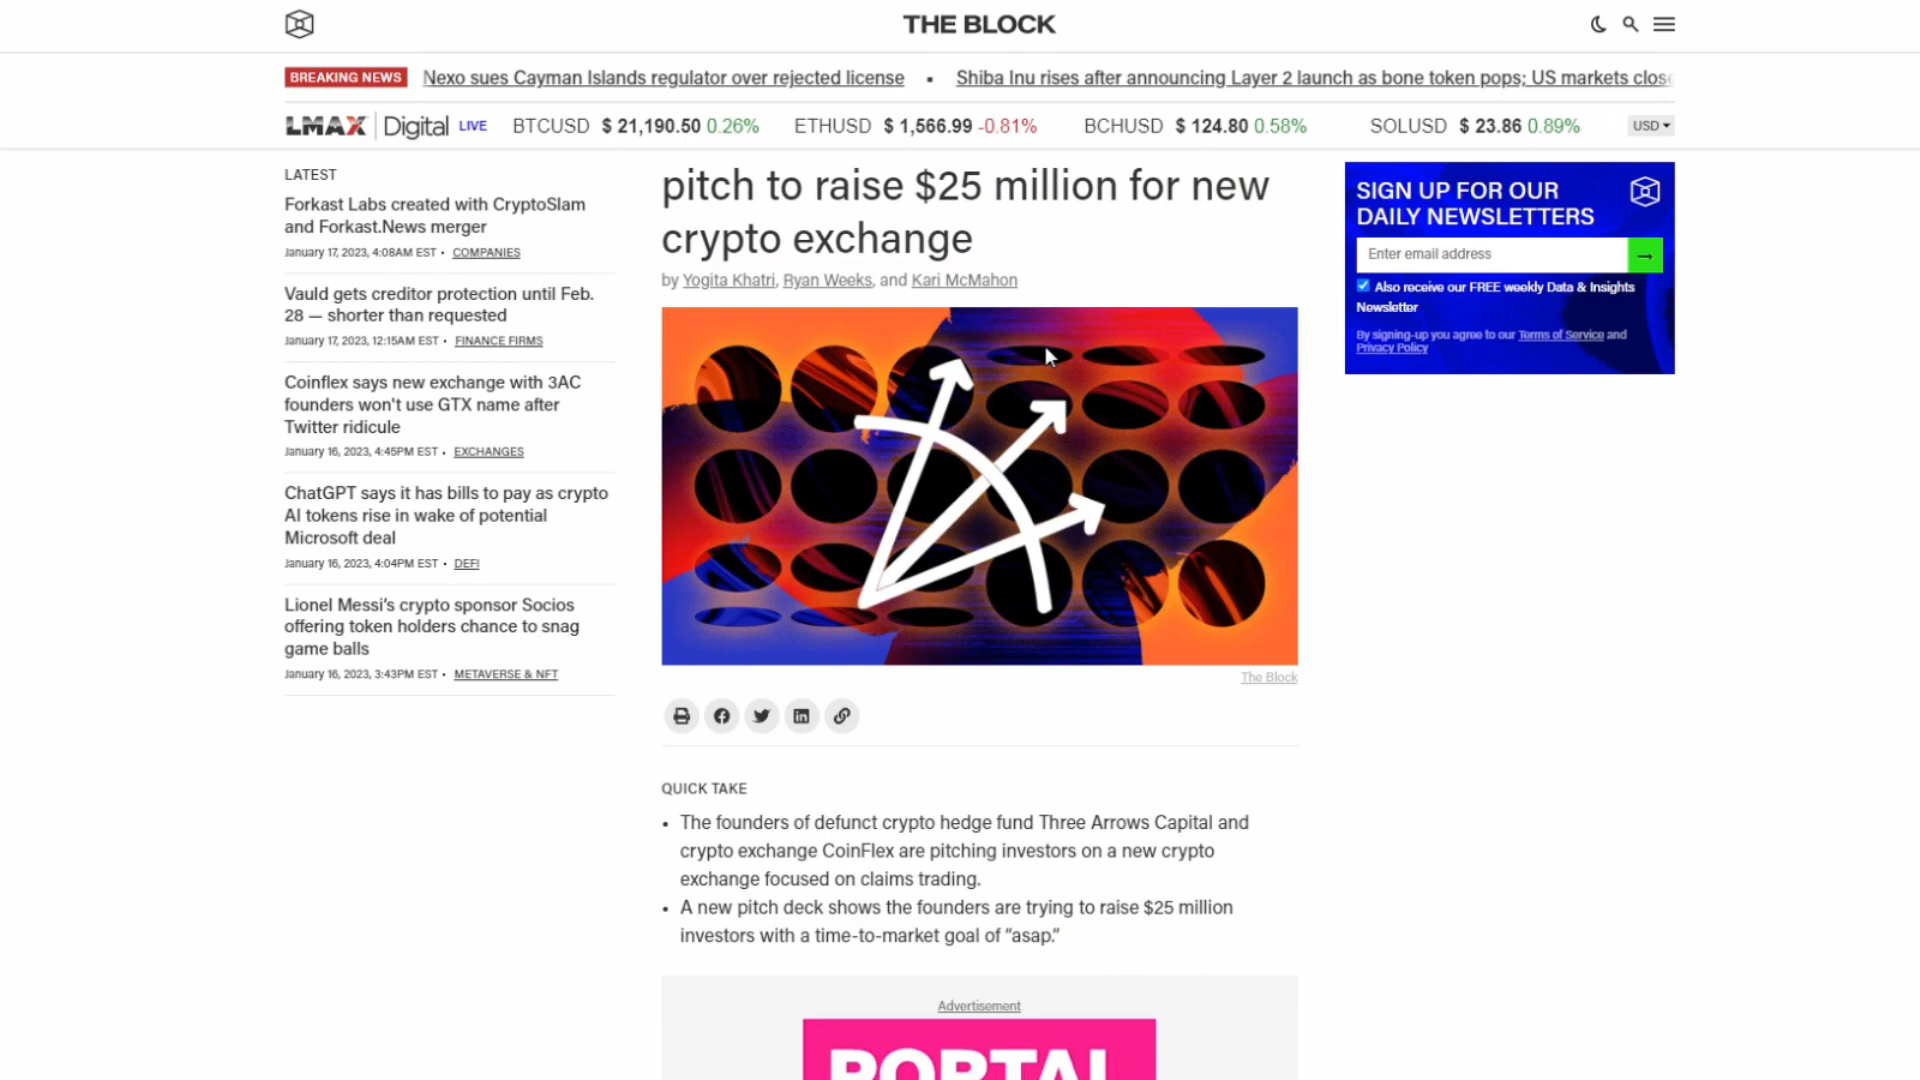 THE BLOCK
BREAKING NEWS Nexo sues Cayman Islands regulator over rejected license • Shiba Inu rises after announcing Layer 2 launch as bone token pops; US markets close
LMAX Digital LIVE BTCUSD $ 21,190.50 0.26% ETHUSD $ 1,566.99 -0.81% BCHUSD $ 124.80 0.58% SOLUSD $ 23.86 0.89% USD
LATEST
Forkast Labs created with CryptoSlam
and Forkast.News merger
January 17, 2023, 4:08AM EST • COMPANIES
Vauld gets creditor protection until Feb.
28 — shorter than requested
January 17, 2023, 12:15AM EST • FINANCE FIRMS
Coinflex says new exchange with 3AC
founders won't use GTX name after
Twitter ridicule
January 16, 2023, 4:45PM EST • EXCHANGES
ChatGPT says it has bills to pay as crypto
AI tokens rise in wake of potential
Microsoft deal
January 16, 2023, 4:04PM EST • DEFI
Lionel Messi's crypto sponsor Socios
offering token holders chance to snag
game balls
January 16, 2023, 3:43PM EST • METAVERSE & NFT
pitch to raise $25 million for new
crypto exchange
by Yogita Khatri, Ryan Weeks, and Kari McMahon
The Block
QUICK TAKE
• The founders of defunct crypto hedge fund Three Arrows Capital and
crypto exchange CoinFlex are pitching investors on a new crypto
exchange focused on claims trading.
• A new pitch deck shows the founders are trying to raise $25 million
investors with a time-to-market goal of “asap.”
Advertisement
PORTAL
SIGN UP FOR OUR
DAILY NEWSLETTERS
Enter email address →
Also receive our FREE weekly Data & Insights
Newsletter
By signing-up you agree to our Terms of Service and
Privacy Policy